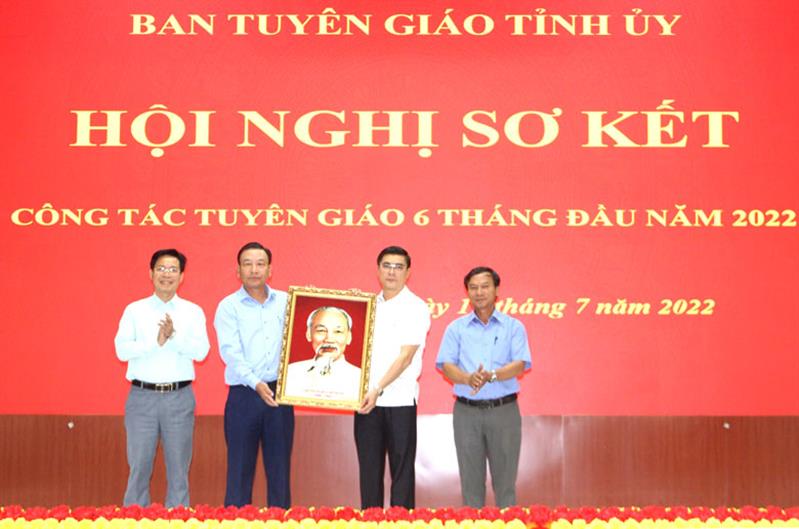 BAN TUYÊN GIÁO TỈNH ỦY
HỘI NGHỊ SƠ KẾT
CÔNG TÁC TUYÊN GIÁO 6 THÁNG ĐẦU NĂM 2022
tháng 7 năm 2022